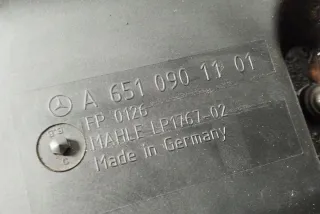 A 651 090 11 01
FP 0126
MAHLE LP1767-02
Made in Germany